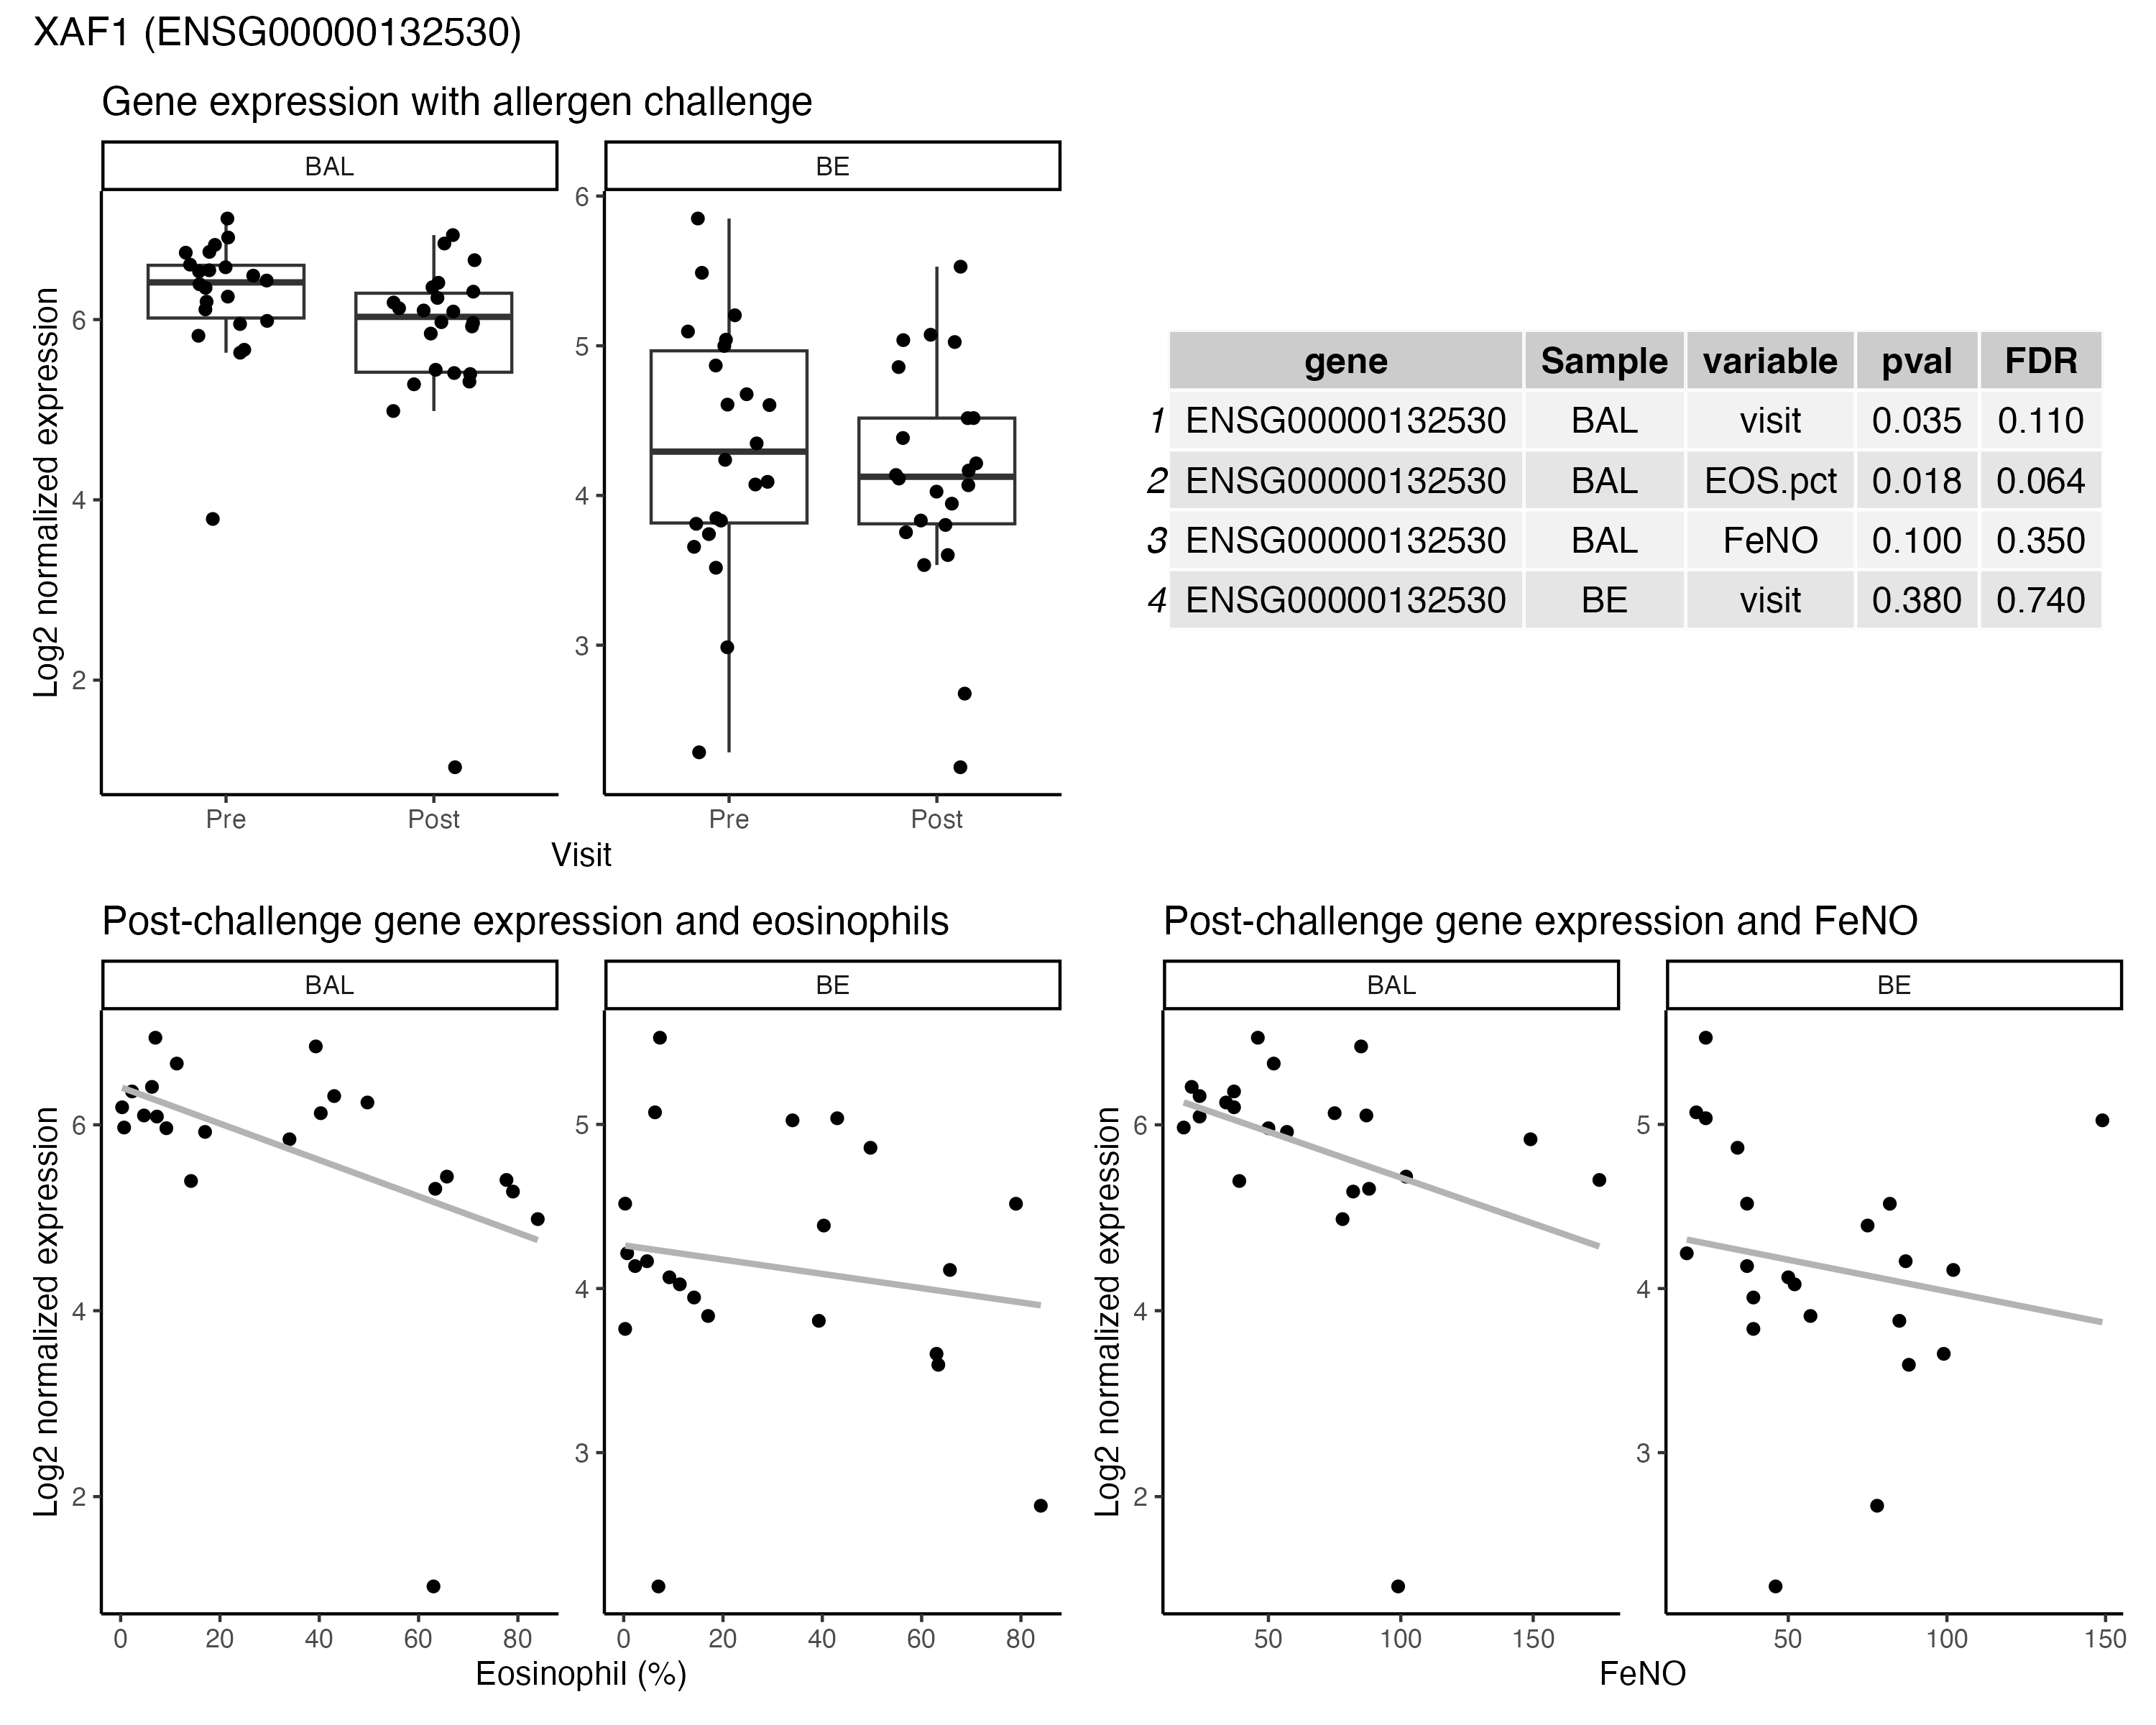 XAF1 (ENSG00000132530)
Gene expression with allergen challenge
BAL BE
Log2 normalized expression
6
4
2
6
5
4
3
Pre Post Pre Post
Visit
gene Sample variable pval FDR
1 ENSG00000132530 BAL visit 0.035 0.110
2 ENSG00000132530 BAL EOS.pct 0.018 0.064
3 ENSG00000132530 BAL FeNO 0.100 0.350
4 ENSG00000132530 BE visit 0.380 0.740
Post-challenge gene expression and eosinophils
BAL BE
Log2 normalized expression
6
4
2
5
4
3
0 20 40 60 80 0 20 40 60 80
Eosinophil (%)
Post-challenge gene expression and FeNO
BAL BE
Log2 normalized expression
6
4
2
5
4
3
50 100 150 50 100 150
FeNO